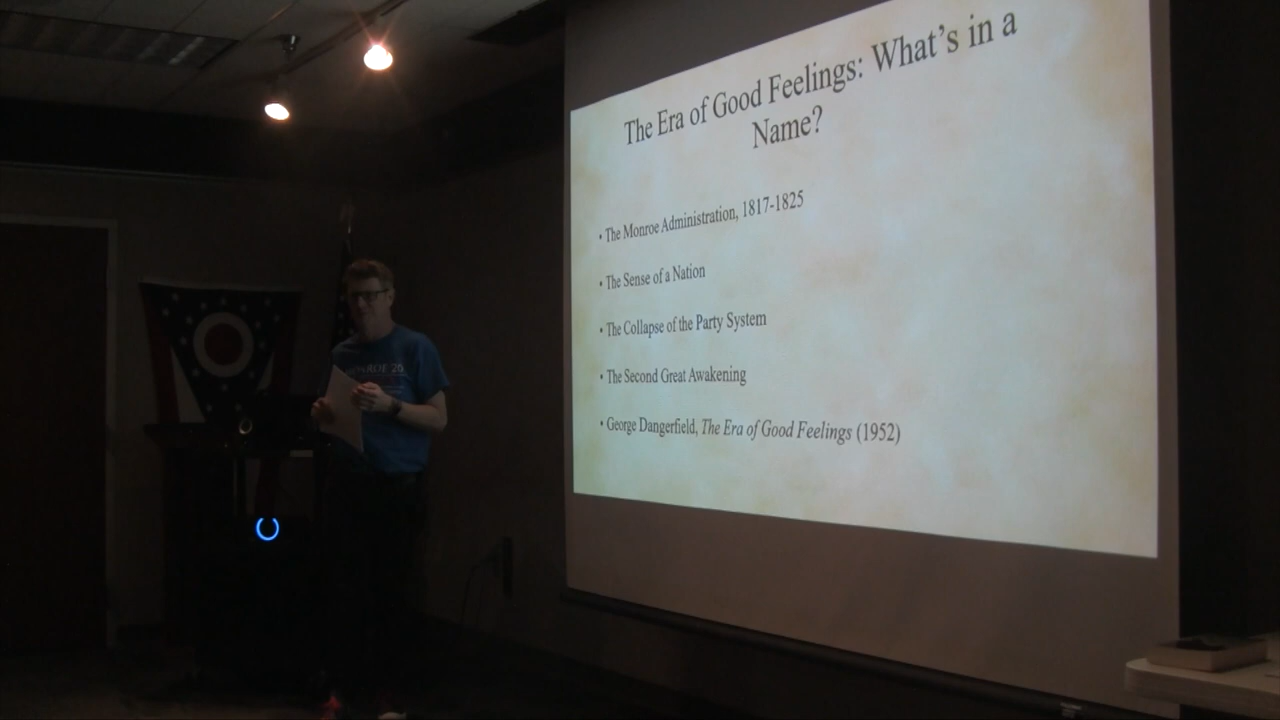 The Era of Good Feelings: What's in a
Name?
• The Monroe Administration, 1817-1825
• The Sense of a Nation
• The Collapse of the Party System
• The Second Great Awakening
• George Dangerfield, The Era of Good Feelings (1952)